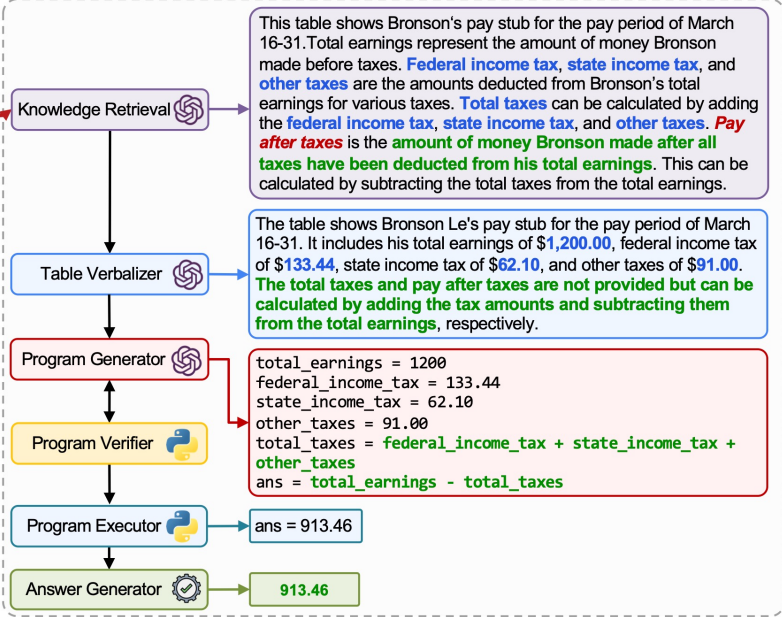 This table shows Bronson‘s pay stub for the pay period of March
16-31.Total earnings represent the amount of money Bronson
made before taxes. Federal income tax, state income tax, and
other taxes are the amounts deducted from Bronson’s total
earnings for various taxes. Total taxes can be calculated by adding
the federal income tax, state income tax, and other taxes. Pay
after taxes is the amount of money Bronson made after all
taxes have been deducted from his total earnings. This can be
calculated by subtracting the total taxes from the total earnings.
Knowledge Retrieval
The table shows Bronson Le's pay stub for the pay period of March
16-31. It includes his total earnings of $1,200.00, federal income tax
of $133.44, state income tax of $62.10, and other taxes of $91.00.
The total taxes and pay after taxes are not provided but can be
calculated by adding the tax amounts and subtracting them
from the total earnings, respectively.
Table Verbalizer
Program Generator
total_earnings = 1200
federal_income_tax = 133.44
state_income_tax = 62.10
other_taxes = 91.00
total_taxes = federal_income_tax + state_income_tax +
other_taxes
ans = total_earnings - total_taxes
Program Verifier
Program Executor
ans = 913.46
Answer Generator
913.46